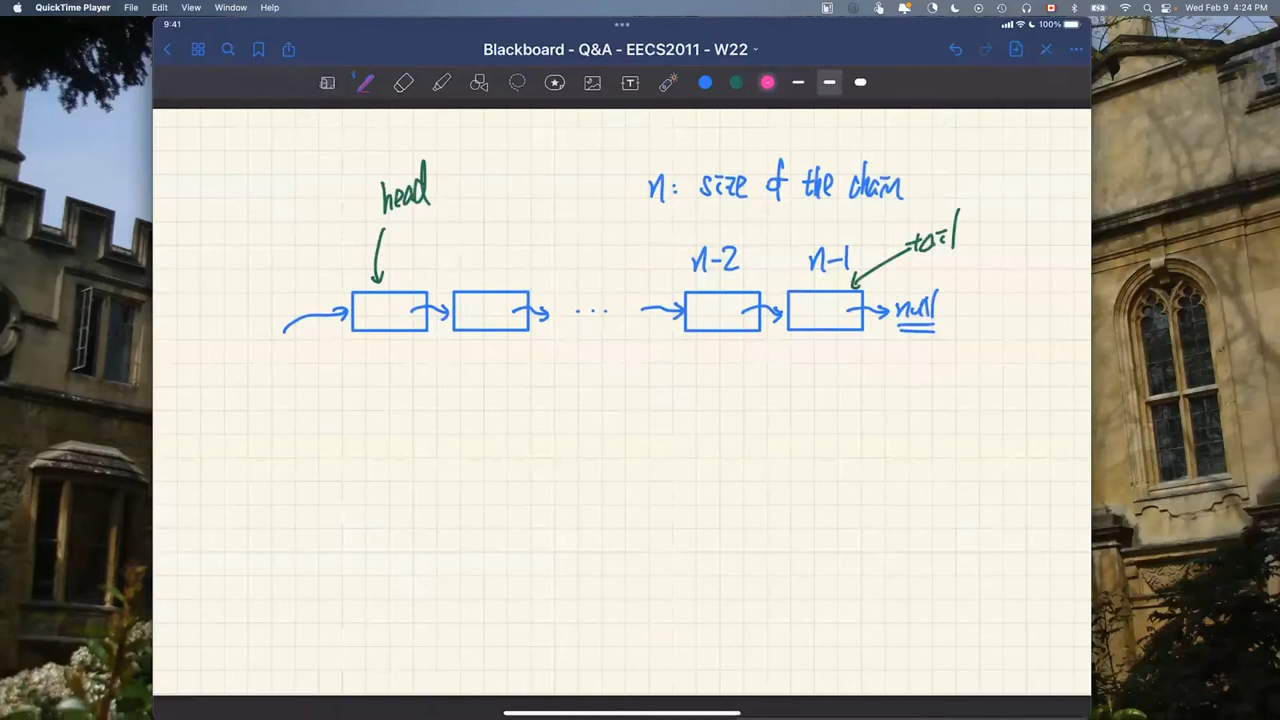 QuickTime Player File Edit View Window Help Wed Feb 9 4:24 PM
9:41 100%
Blackboard - Q&A - EECS2011 - W22
head
n: size of the chain
tail
n-2 n-1
... null